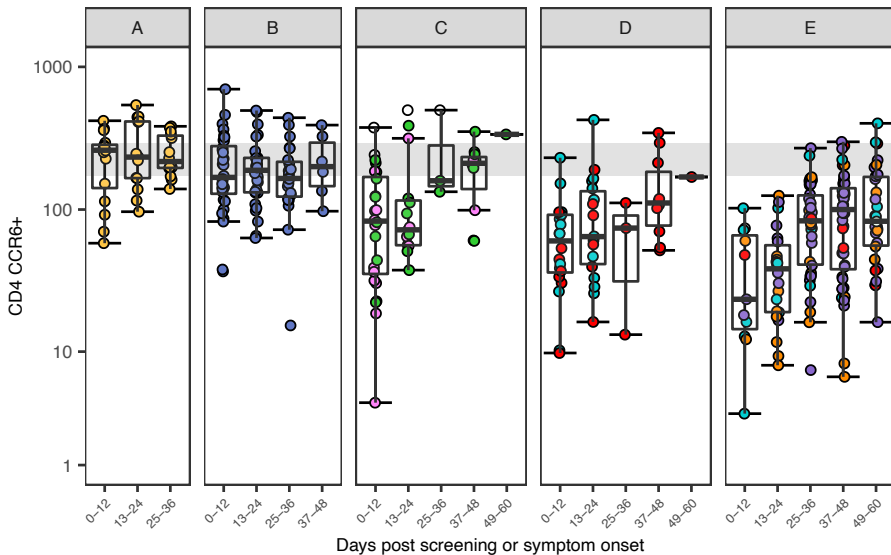 A B C D E
1000
100
10
1
CD4 CCR6+
0−12 13−24 25−36 0−12 13−24 25−36 37−48 0−12 13−24 25−36 37−48 49−60 0−12 13−24 25−36 37−48 49−60 0−12 13−24 25−36 37−48 49−60
Days post screening or symptom onset